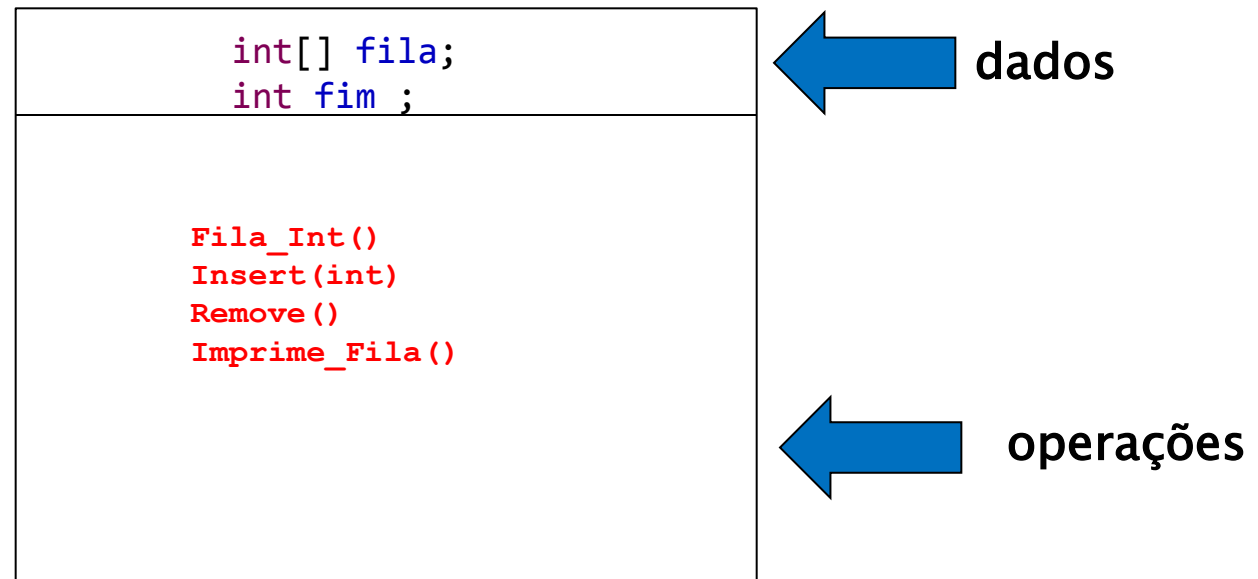 int[] fila;
int fim ;
dados
Fila_Int()
Insert(int)
Remove()
Imprime_Fila()
operações